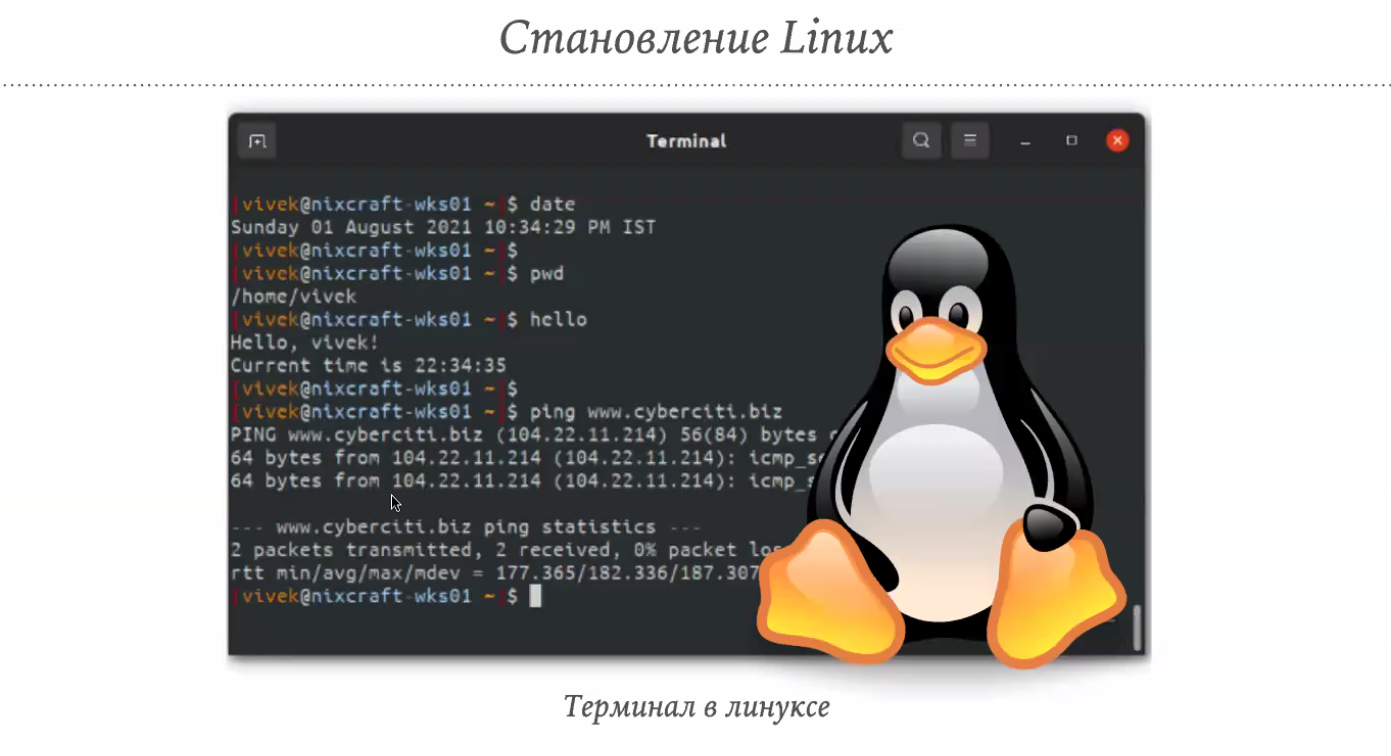 Становление Linux
Terminal
[vivek@nixcraft-wks01 ~]$ date
Sunday 01 August 2021 10:34:29 PM IST
[vivek@nixcraft-wks01 ~]$
[vivek@nixcraft-wks01 ~]$ pwd
/home/vivek
[vivek@nixcraft-wks01 ~]$ hello
Hello, vivek!
Current time is 22:34:35
[vivek@nixcraft-wks01 ~]$
[vivek@nixcraft-wks01 ~]$ ping www.cyberciti.biz
PING www.cyberciti.biz (104.22.11.214) 56(84) bytes
64 bytes from 104.22.11.214 (104.22.11.214):
64 bytes from 104.22.11.214 (104.22.11.214):
--- www.cyberciti.biz ping statistics ---
2 packets transmitted, 2 received, 0% packet
rtt min/avg/max/mdev = 177.365/182.336/187.307
[vivek@nixcraft-wks01 ~]$
Терминал в линуксе